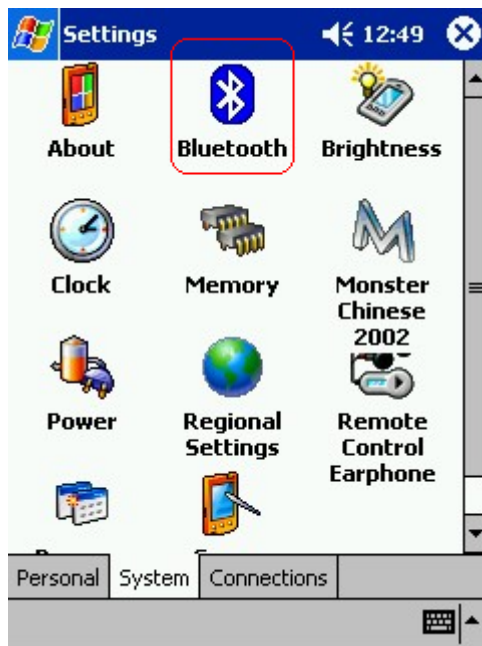 Settings 12:49
About Bluetooth Brightness
Clock Memory Monster
Chinese
2002
Power Regional Remote
Settings Control
Earphone
Personal System Connections